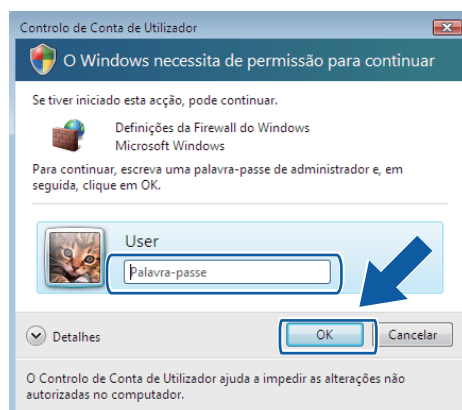 Controlo de Conta de Utilizador
O Windows necessita de permissão para continuar
Se tiver iniciado esta acção, pode continuar.
Definições da Firewall do Windows
Microsoft Windows
Para continuar, escreva uma palavra-passe de administrador e, em
seguida, clique em OK.
User
Palavra-passe
Detalhes
OK
Cancelar
O Controlo de Conta de Utilizador ajuda a impedir as alterações não
autorizadas no computador.